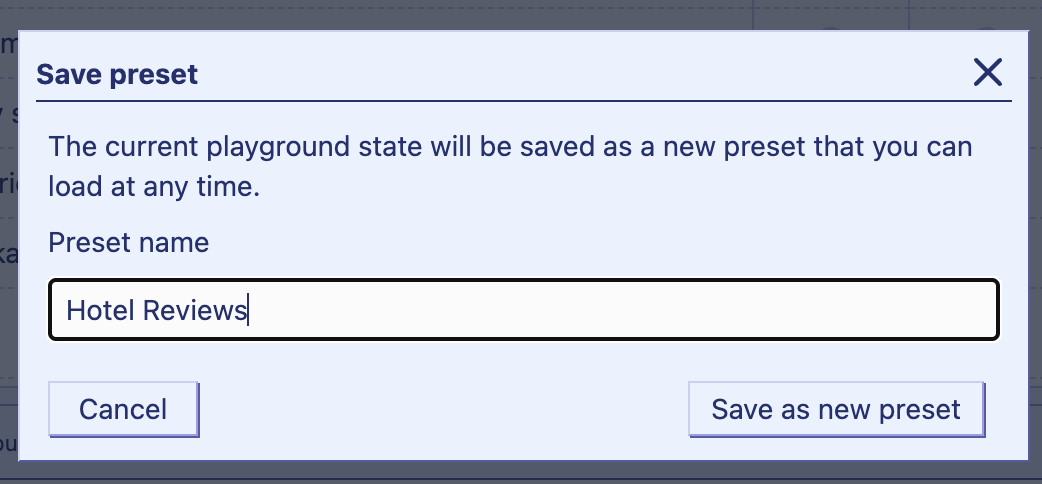 Save preset
The current playground state will be saved as a new preset that you can
load at any time.
Preset name
Hotel Reviews
Cancel
Save as new preset